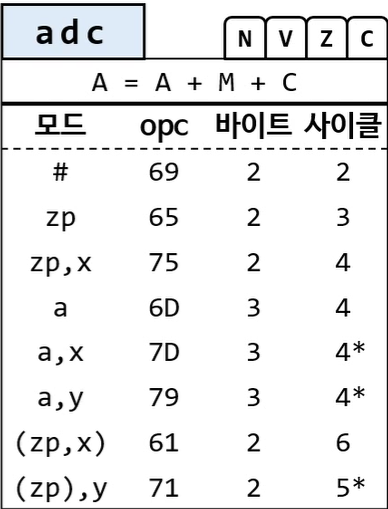 adc N V Z C
A = A + M + C
모드 opc 바이트 사이클
# 69 2 2
zp 65 2 3
zp,x 75 2 4
a 6D 3 4
a,x 7D 3 4*
a,y 79 3 4*
(zp,x) 61 2 6
(zp),y 71 2 5*